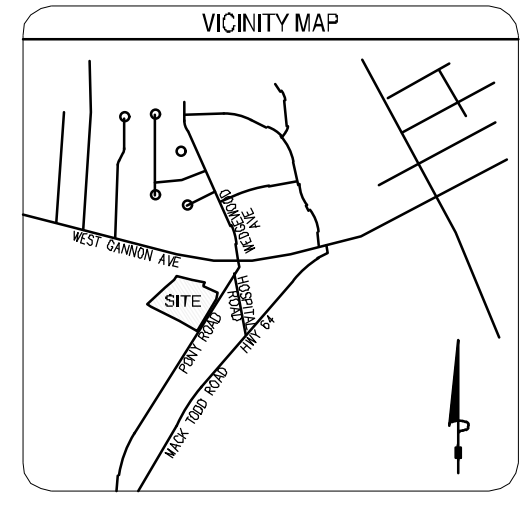 VICINITY MAP
WEDGEWOOD
AVE
WEST GANNON AVE
SITE
HOSPITAL
ROAD
PONY ROAD
HWY 64
MACK TODD ROAD